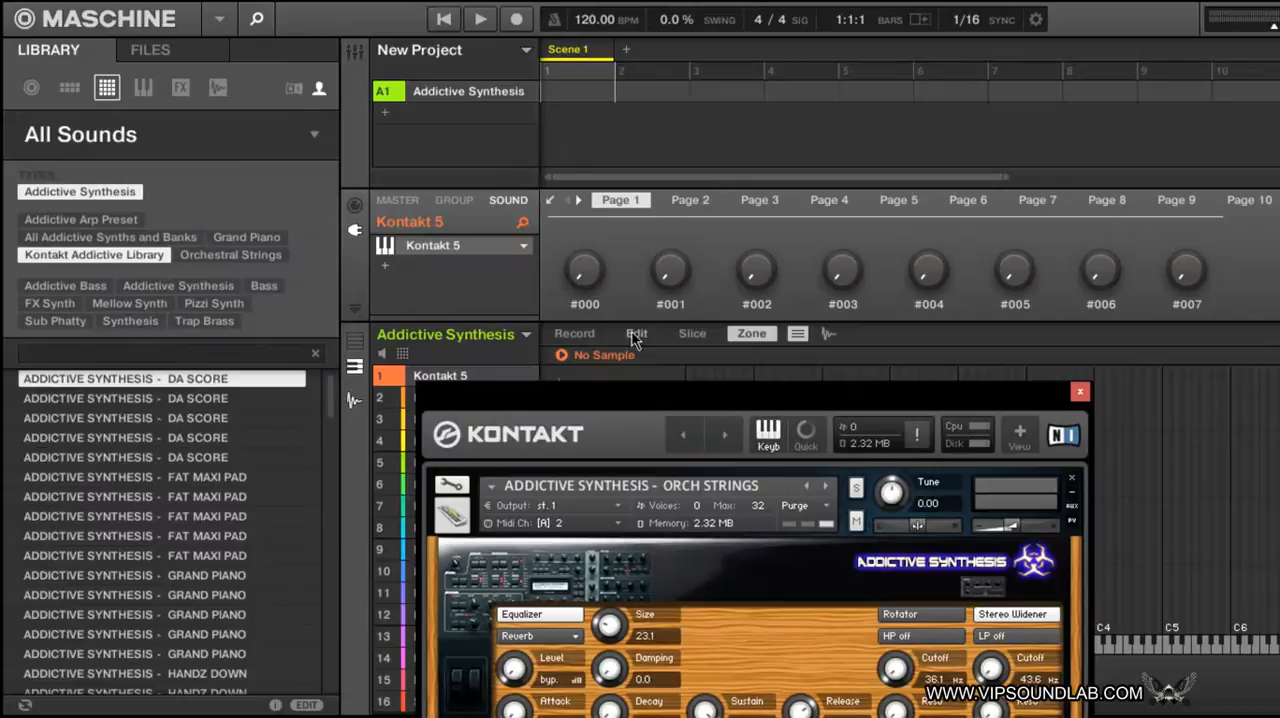 MASCHINE
120.00 BPM 0.0 % SWING 4 / 4 SIG 1:1:1 BARS 1/16 SYNC
LIBRARY FILES
All Sounds
TYPES
Addictive Synthesis
Addictive Arp Preset
All Addictive Synths and Banks Grand Piano
Kontakt Addictive Library Orchestral Strings
Addictive Bass Addictive Synthesis Bass
FX Synth Mellow Synth Pizzi Synth
Sub Phatty Synthesis Trap Brass
ADDICTIVE SYNTHESIS - DA SCORE
ADDICTIVE SYNTHESIS - DA SCORE
ADDICTIVE SYNTHESIS - DA SCORE
ADDICTIVE SYNTHESIS - DA SCORE
ADDICTIVE SYNTHESIS - DA SCORE
ADDICTIVE SYNTHESIS - FAT MAXI PAD
ADDICTIVE SYNTHESIS - FAT MAXI PAD
ADDICTIVE SYNTHESIS - FAT MAXI PAD
ADDICTIVE SYNTHESIS - FAT MAXI PAD
ADDICTIVE SYNTHESIS - FAT MAXI PAD
ADDICTIVE SYNTHESIS - GRAND PIANO
ADDICTIVE SYNTHESIS - GRAND PIANO
ADDICTIVE SYNTHESIS - GRAND PIANO
ADDICTIVE SYNTHESIS - GRAND PIANO
ADDICTIVE SYNTHESIS - GRAND PIANO
ADDICTIVE SYNTHESIS - HANDZ DOWN
ADDICTIVE SYNTHESIS - HANDZ DOWN
EDIT
New Project
Scene 1
1 2 3 4 5 6 7 8 9 10
A1 Addictive Synthesis
MASTER GROUP SOUND
Page 1 Page 2 Page 3 Page 4 Page 5 Page 6 Page 7 Page 8 Page 9 Page 10
Kontakt 5
Kontakt 5
#000 #001 #002 #003 #004 #005 #006 #007
Addictive Synthesis
Record Edit Slice Zone
No Sample
1 Kontakt 5
2
3
4
5
6
7
8
9
10
11
12
13
14
15
16
KONTAKT
Keyb Quick
0
2.32 MB
Cpu
Disk
View
NI
ADDICTIVE SYNTHESIS - ORCH STRINGS
Output: st.1 Voices: 0 Max: 32 Purge
Midi Ch: [A] 2 Memory: 2.32 MB
S
M
Tune
0.00
AUX
PV
ADDICTIVE SYNTHESIS
Equalizer Size Rotator Stereo Widener
Reverb 23.1 HP off LP off
Level Damping Cutoff Cutoff
byp. dB 0.0 36.1 43.6
Attack Decay Sustain Release Reso Reso
C4 C5 C6
WWW.VIPSOUNDLAB.COM